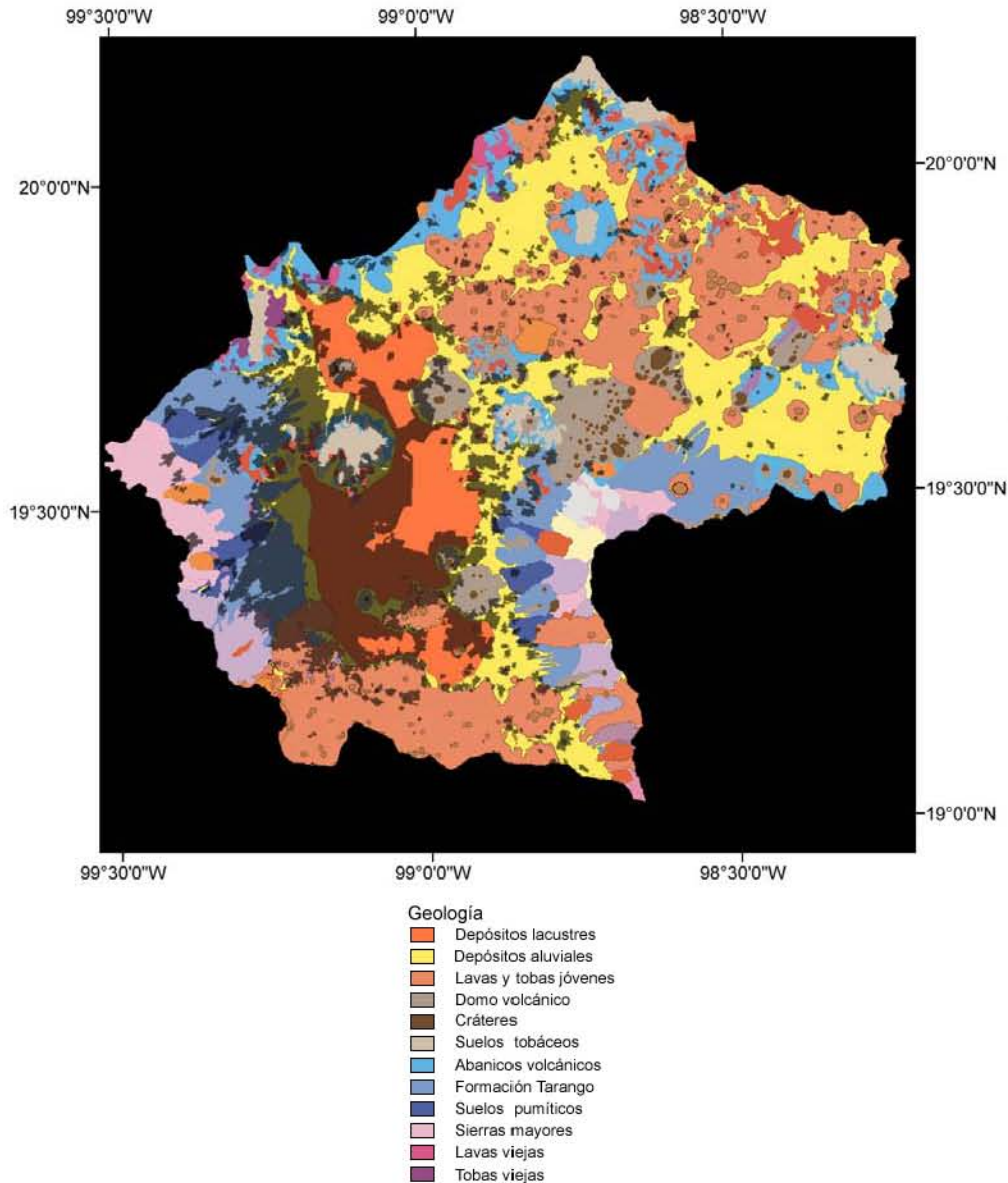 99°30'0"W 99°0'0"W 98°30'0"W
20°0'0"N
20°0'0"N
19°30'0"N
19°30'0"N
19°0'0"N
99°30'0"W 99°0'0"W 98°30'0"W
Geología
Depósitos lacustres
Depósitos aluviales
Lavas y tobas jóvenes
Domo volcánico
Cráteres
Suelos tobáceos
Abanicos volcánicos
Formación Tarango
Suelos pumíticos
Sierras mayores
Lavas viejas
Tobas viejas